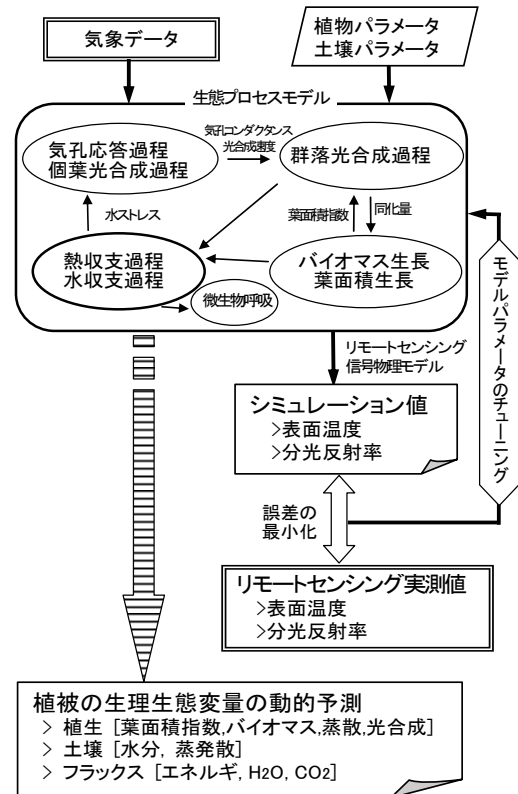 気象データ
植物パラメータ
土壌パラメータ
生態プロセスモデル
気孔応答過程
個葉光合成過程
気孔コンダクタンス
光合成速度
群落光合成過程
水ストレス
葉面積指数
同化量
熱収支過程
水収支過程
微生物呼吸
バイオマス生長
葉面積生長
モデルパラメータのチューニング
リモートセンシング
信号物理モデル
シミュレーション値
>表面温度
>分光反射率
誤差の
最小化
リモートセンシング実測値
>表面温度
>分光反射率
植被の生理生態変量の動的予測
> 植生 [葉面積指数,バイオマス,蒸散,光合成]
> 土壌 [水分, 蒸発散]
> フラックス [エネルギ, H2O, CO2]